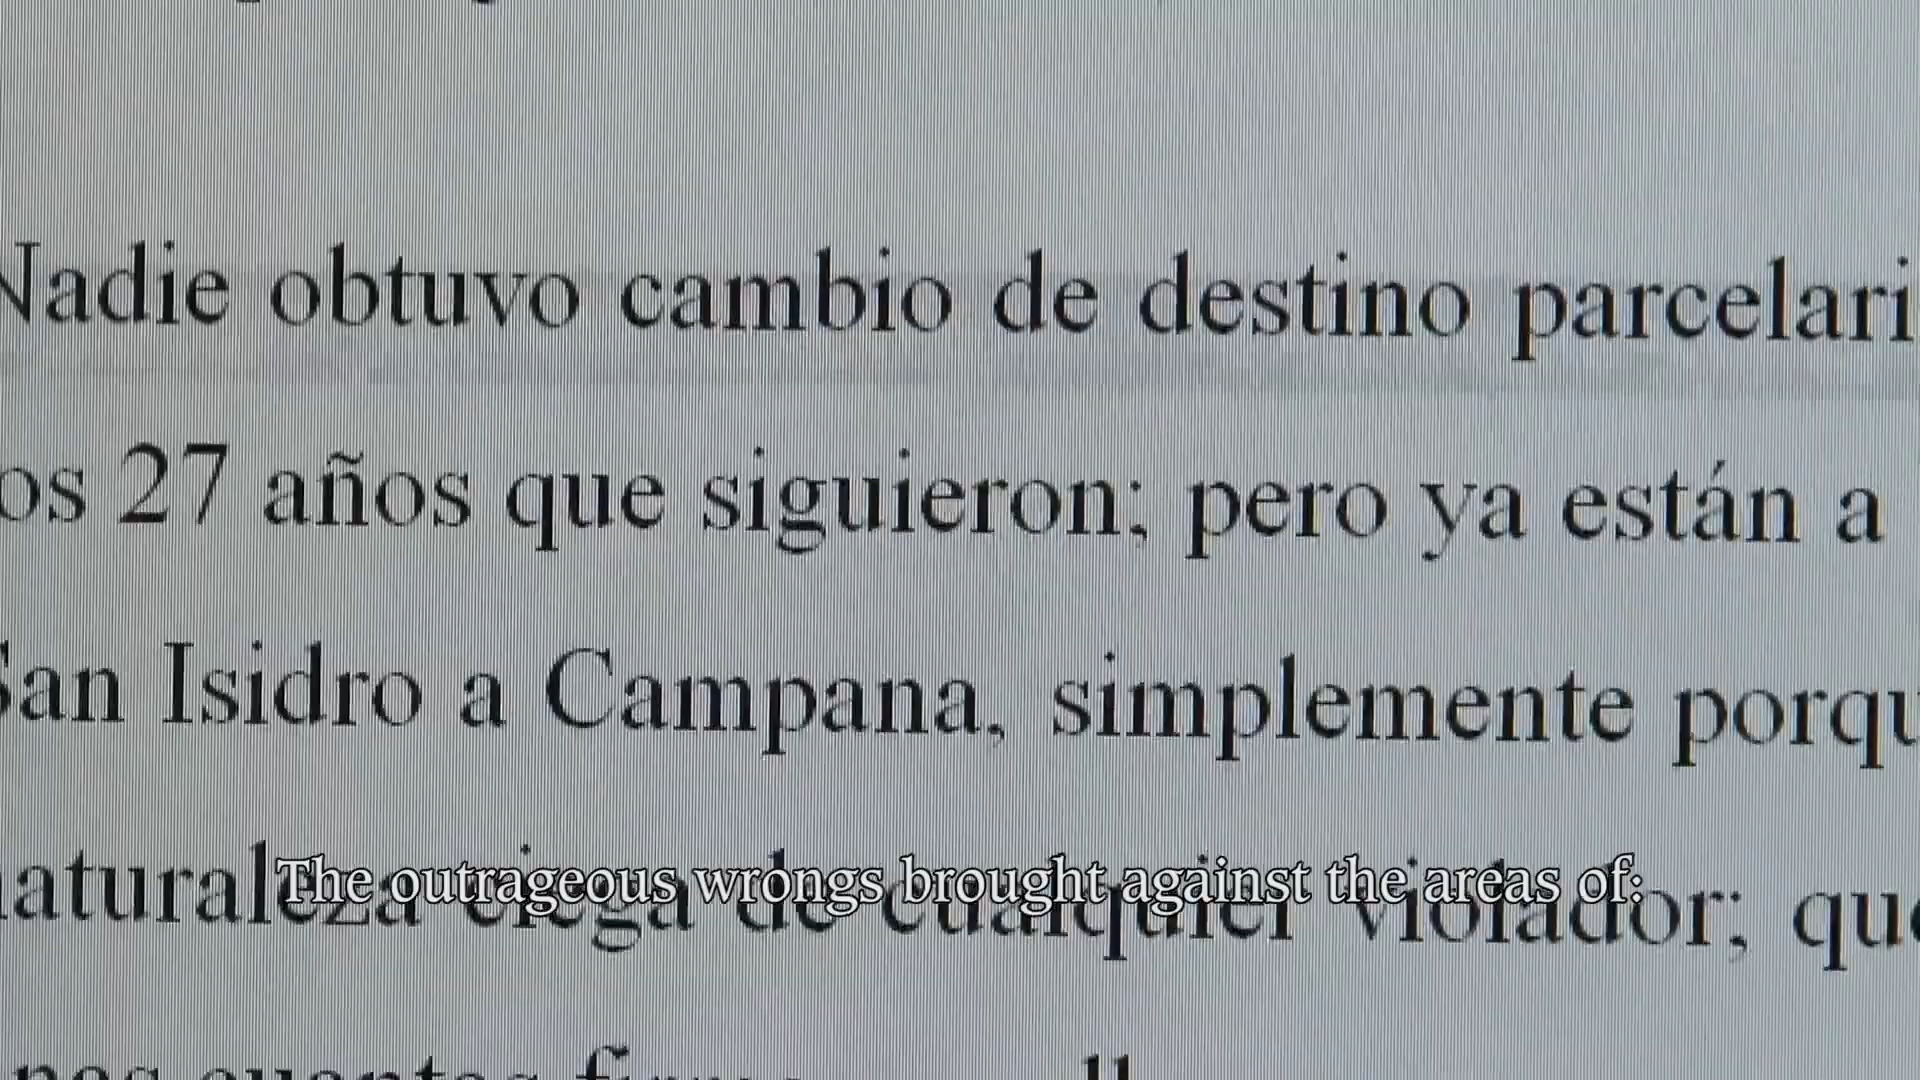 Nadie obtuvo cambio de destino parcelari
os 27 años que siguieron; pero ya están a
San Isidro a Campana, simplemente porqu
aturaleza ciega de cualquier violador; que
The outrageous wrongs brought against the areas of: